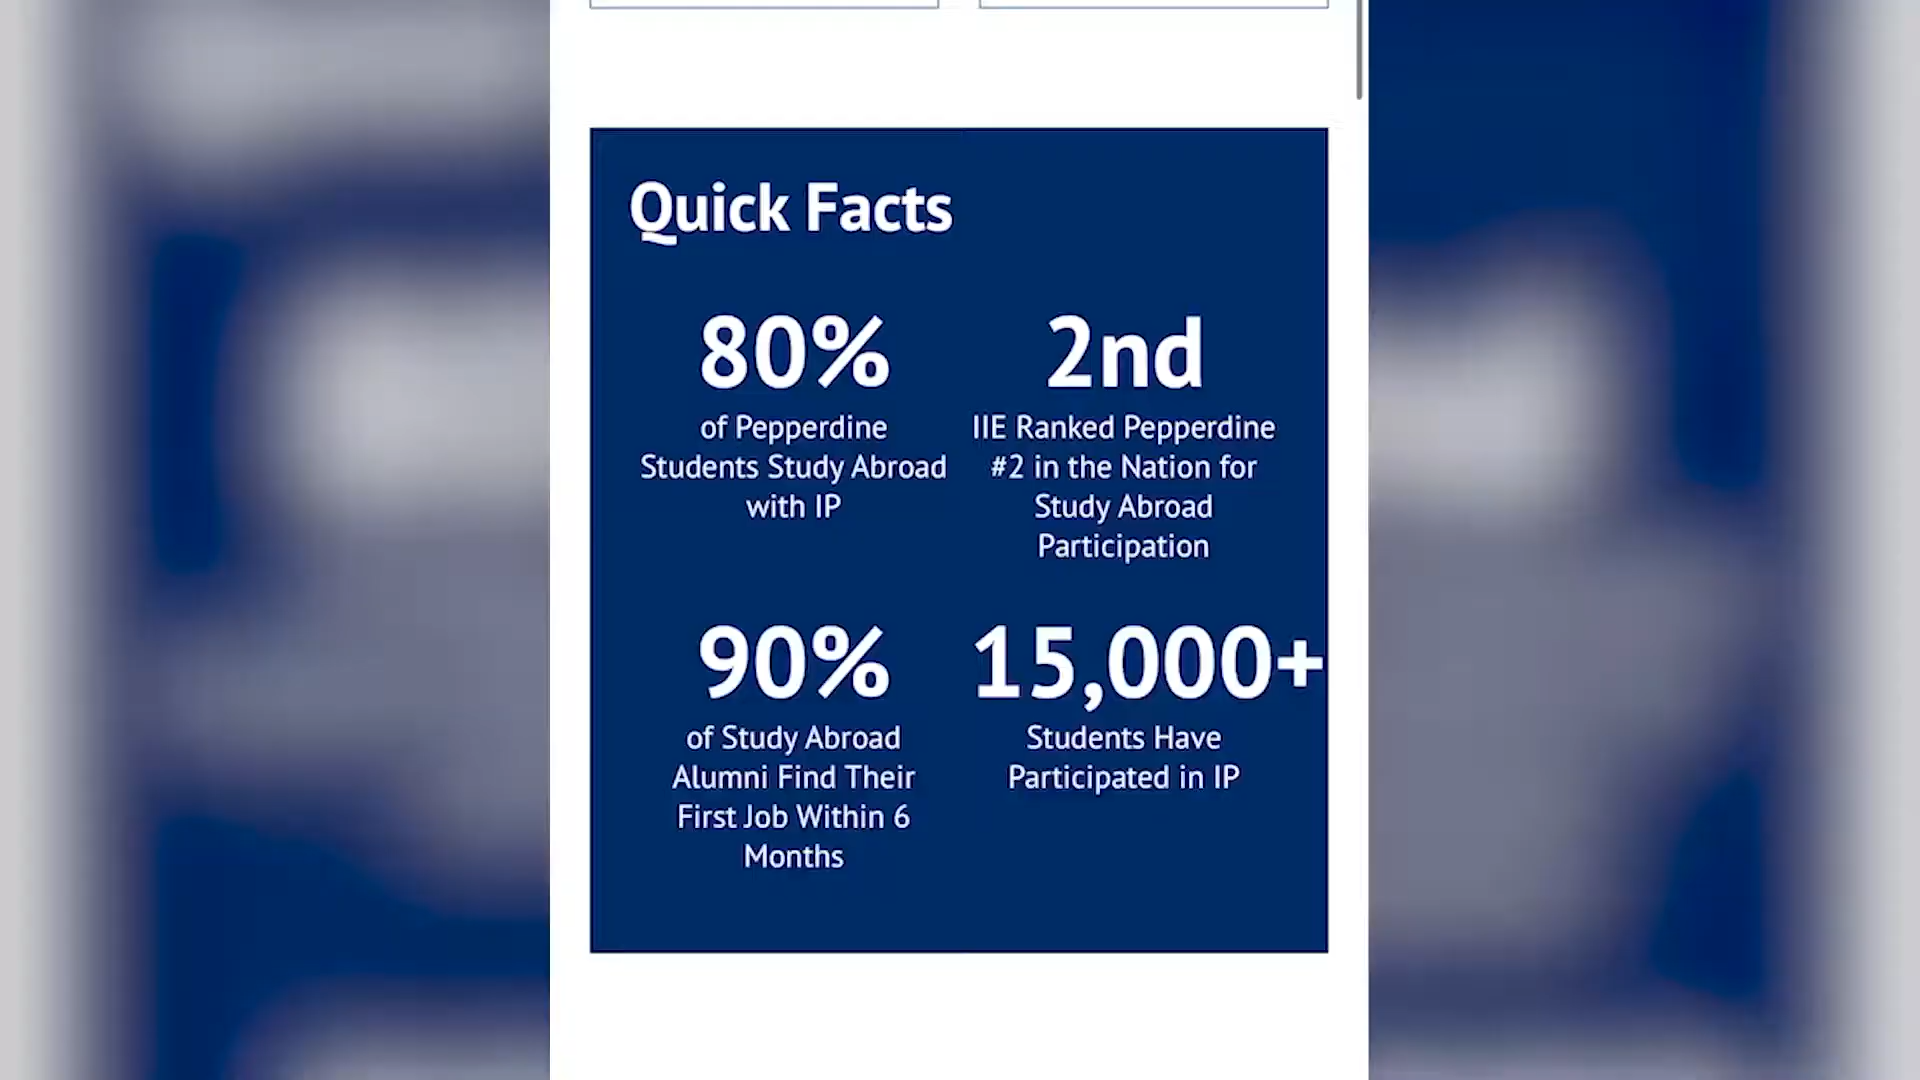 Quick Facts
80%
of Pepperdine
Students Study Abroad
with IP
2nd
IIE Ranked Pepperdine
#2 in the Nation for
Study Abroad
Participation
90%
of Study Abroad
Alumni Find Their
First Job Within 6
Months
15,000+
Students Have
Participated in IP